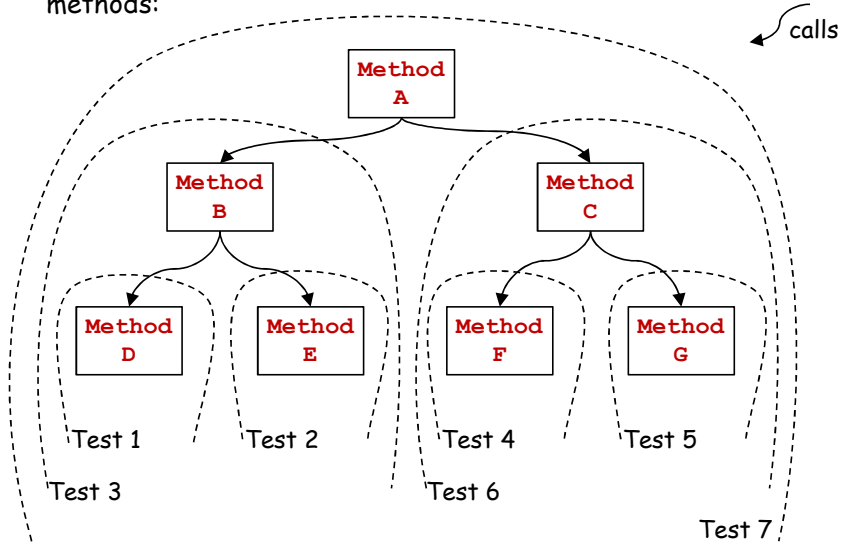 methods:
calls
Method
A
Method
B
Method
C
Method
D
Method
E
Method
F
Method
G
Test 1
Test 2
Test 4
Test 5
Test 3
Test 6
Test 7